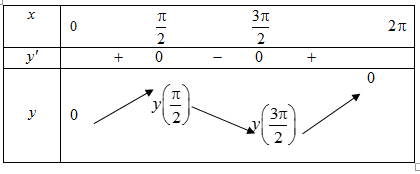 x 0 π/2 3π/2 2π
y' + 0 − 0 +
0
y 0 y(π/2) y(3π/2)